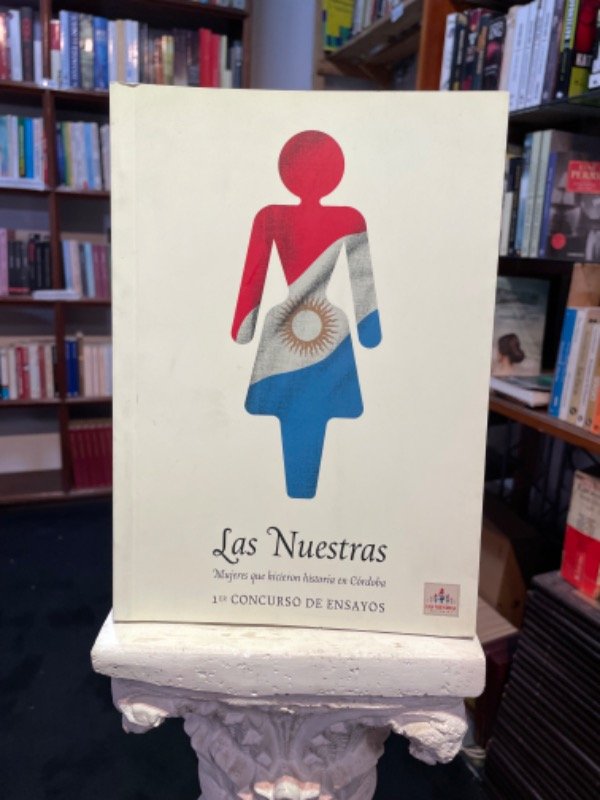 Las Nuestras
Mujeres que hicieron historia en Córdoba
1ER CONCURSO DE ENSAYOS